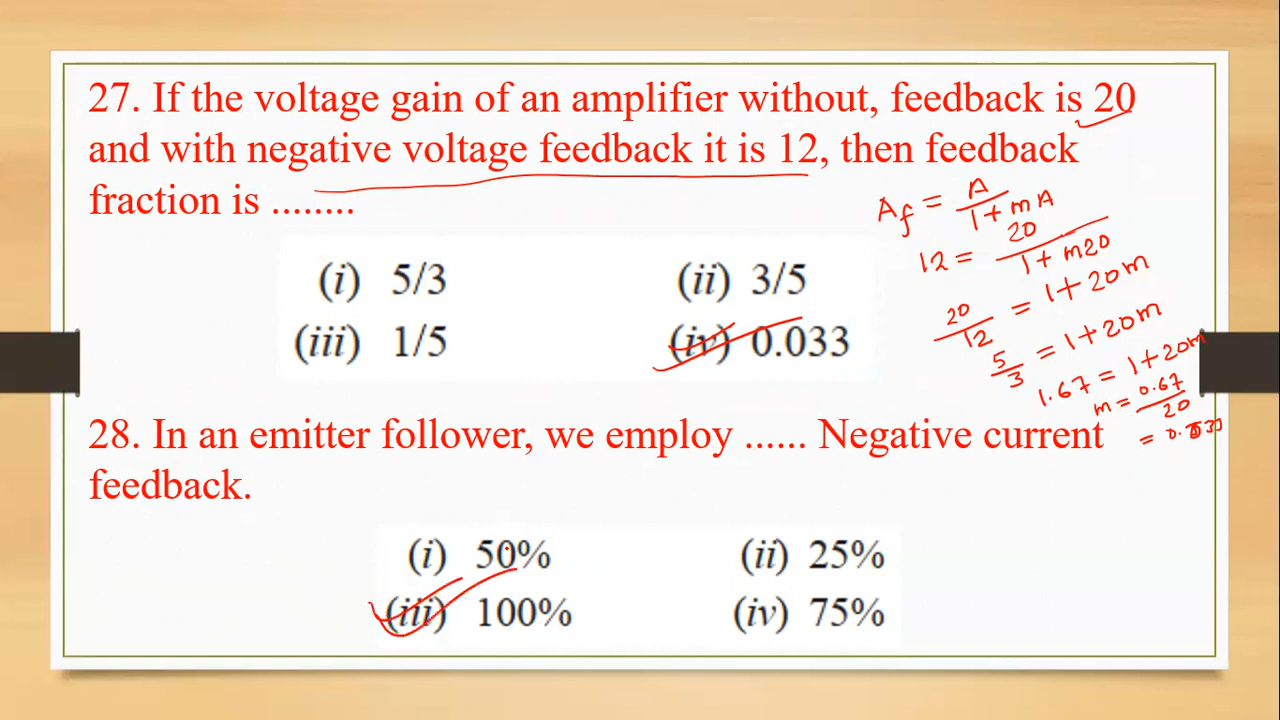 27. If the voltage gain of an amplifier without, feedback is 20
and with negative voltage feedback it is 12, then feedback
fraction is ........
(i) 5/3 (ii) 3/5
(iii) 1/5 (iv) 0.033
Af = A / 1 + mA
12 = 20 / 1 + m20
20/12 = 1 + 20m
5/3 = 1 + 20m
1.67 = 1 + 20m
m = 0.67/20
28. In an emitter follower, we employ ...... Negative current
feedback.
(i) 50% (ii) 25%
(iii) 100% (iv) 75%